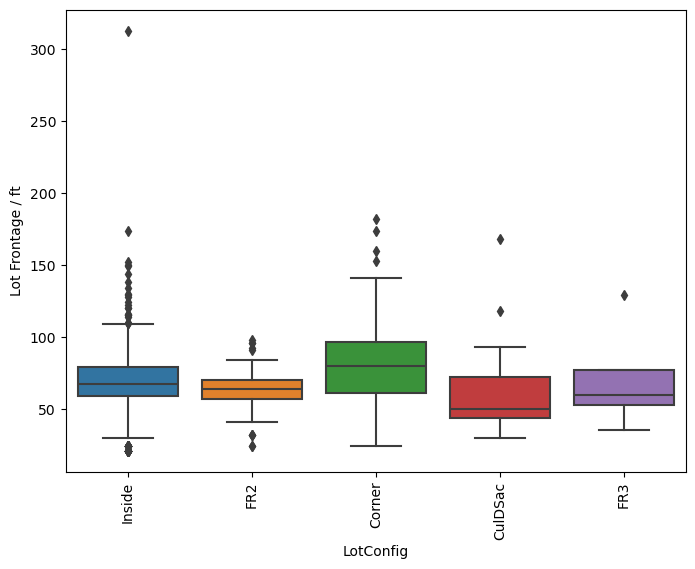 300
250
200
150
100
50
Lot Frontage / ft
Inside
FR2
Corner
CulDSac
FR3
LotConfig